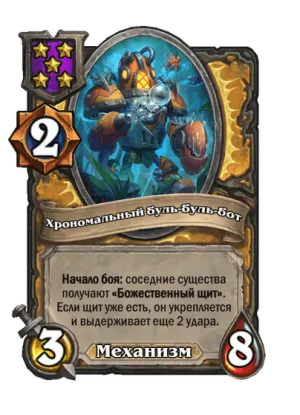 2
Хрономальный буль-буль-бот
Начало боя: соседние существа
получают «Божественный щит».
Если щит уже есть, он укрепляется
и выдерживает еще 2 удара.
3
Механизм
8